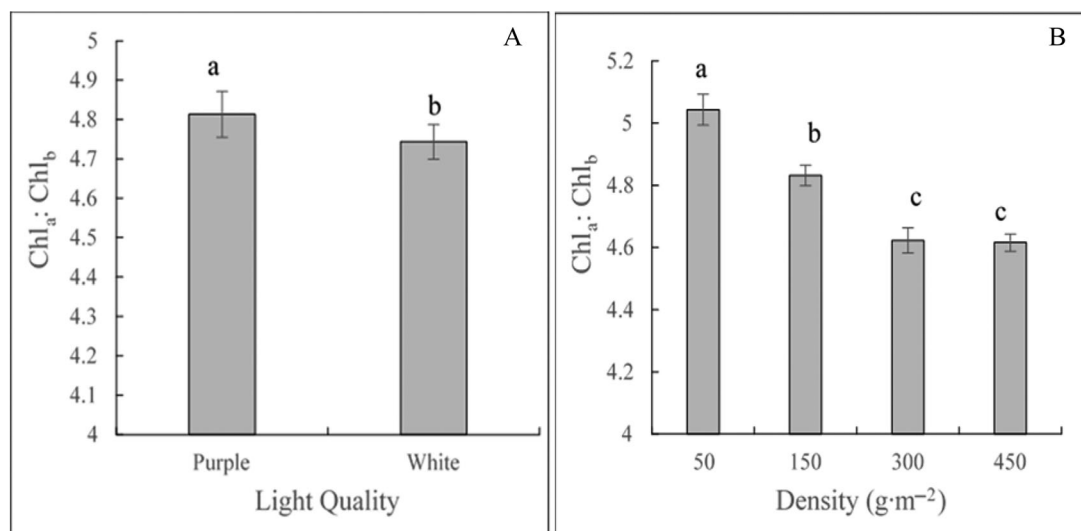 A
5
4.9
4.8
4.7
4.6
4.5
4.4
4.3
4.2
4.1
4
Chlₐ: Chl_b
a
b
Purple
White
Light Quality
B
5.2
5
4.8
4.6
4.4
4.2
4
Chlₐ: Chl_b
a
b
c
c
50
150
300
450
Density (g·m⁻²)